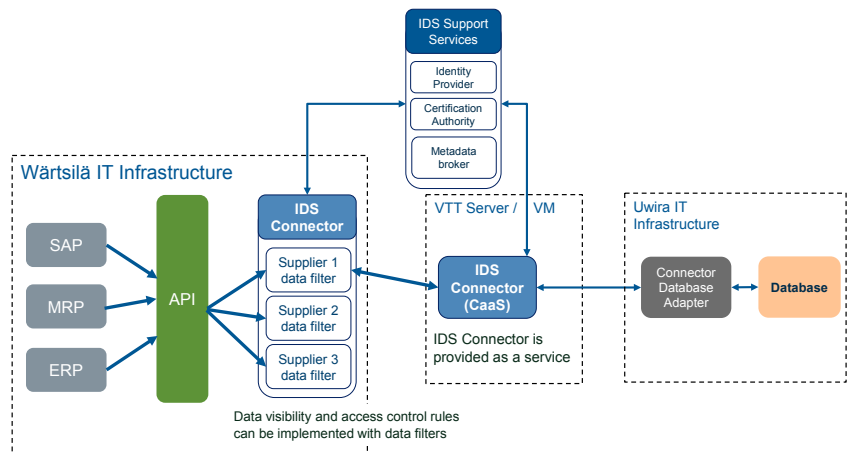 IDS Support
Services
Identity
Provider
Certification
Authority
Metadata
broker
Wärtsilä IT Infrastructure
SAP
MRP
ERP
API
IDS
Connector
Supplier 1
data filter
Supplier 2
data filter
Supplier 3
data filter
Data visibility and access control rules
can be implemented with data filters
VTT Server / VM
IDS
Connector
(CaaS)
IDS Connector is
provided as a service
Uwira IT
Infrastructure
Connector
Database
Adapter
Database